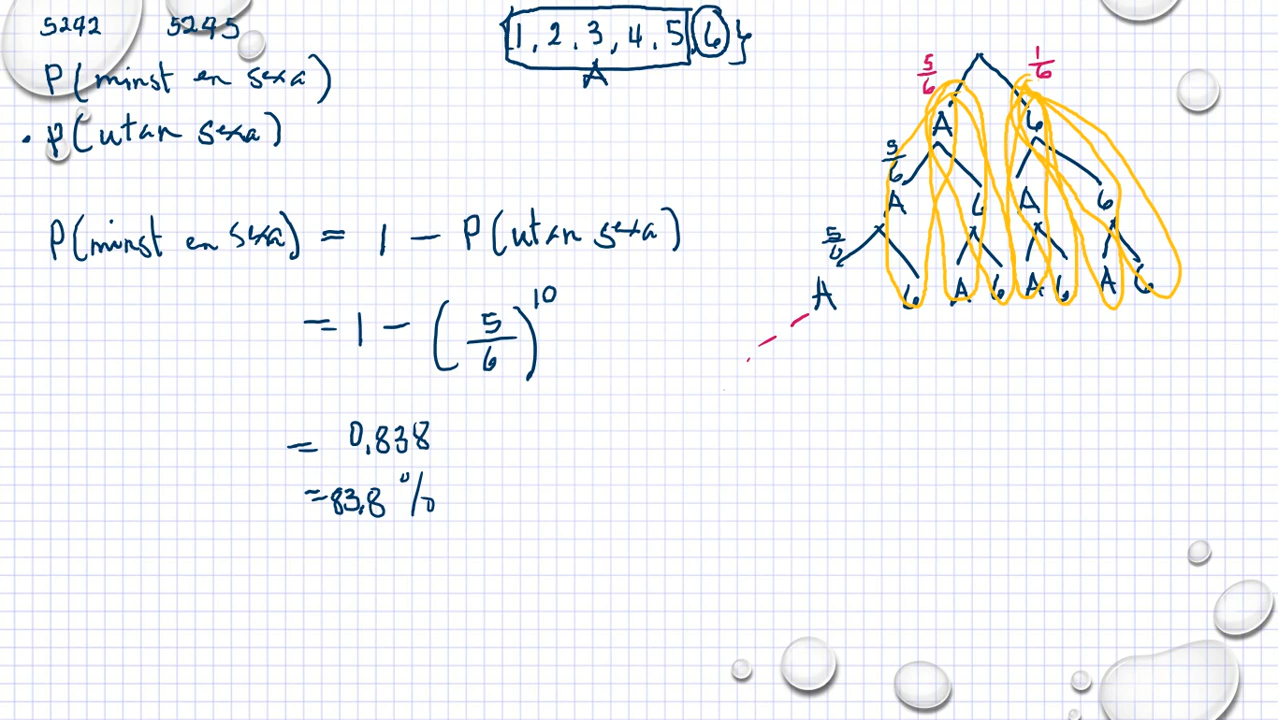 5242 5245
{1, 2, 3, 4, 5, 6}
A
P(minst en sexa)
• P(utan sexa)
P(minst en sexa) = 1 - P(utan sexa)
= 1 - (5/6)^10
= 0,838
= 83,8 %
5/6 1/6
A 6
5/6
A 6 A 6
5/6
A 6 A 6 A 6 A 6